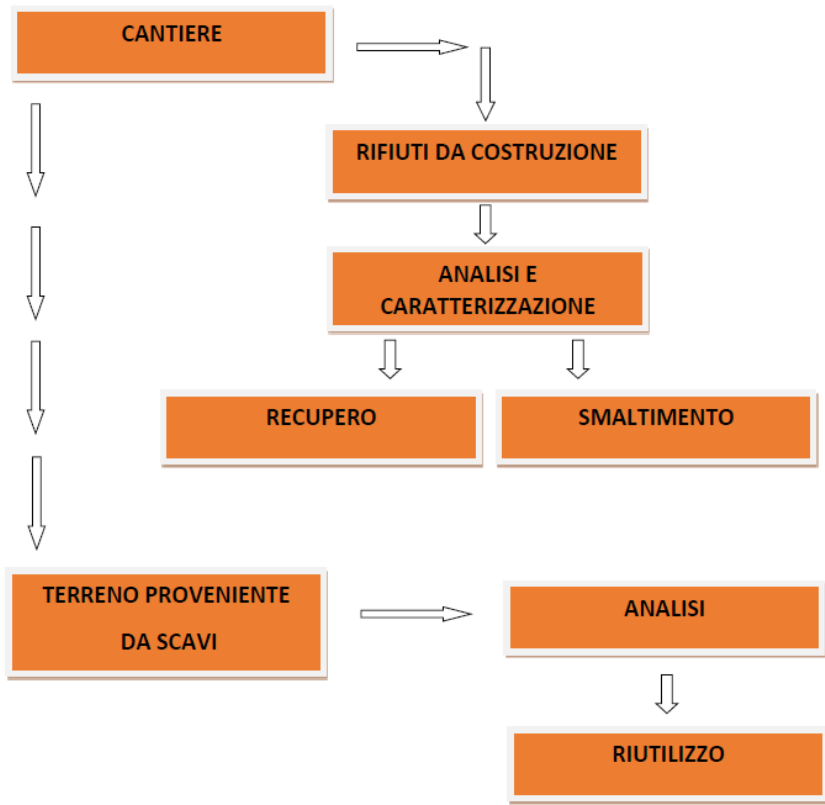 CANTIERE
RIFIUTI DA COSTRUZIONE
ANALISI E
CARATTERIZZAZIONE
RECUPERO
SMALTIMENTO
TERRENO PROVENIENTE
DA SCAVI
ANALISI
RIUTILIZZO